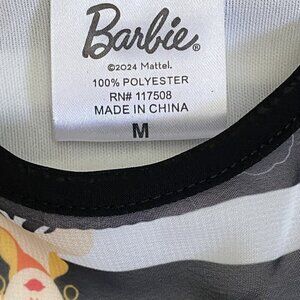 Barbie®
©2024 Mattel.
100% POLYESTER
RN# 117508
MADE IN CHINA
M